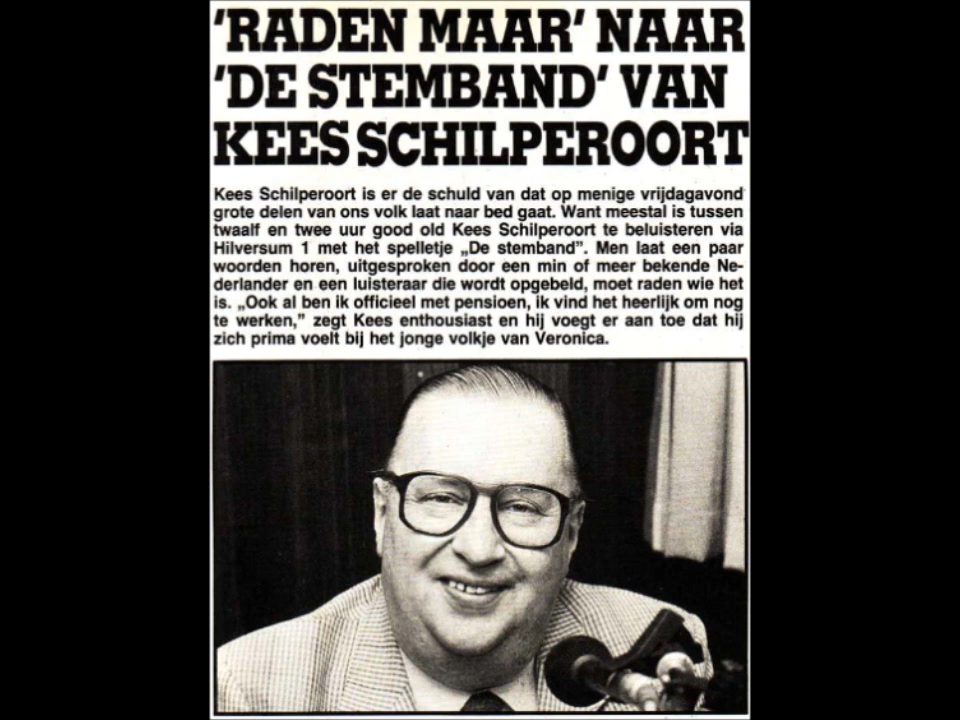 'RADEN MAAR' NAAR
'DE STEMBAND' VAN
KEES SCHILPEROORT
Kees Schilperoort is er de schuld van dat op menige vrijdagavond
grote delen van ons volk laat naar bed gaat. Want meestal is tussen
twaalf en twee uur good old Kees Schilperoort te beluisteren via
Hilversum 1 met het spelletje „De stemband”. Men laat een paar
woorden horen, uitgesproken door een min of meer bekende Ne-
derlander en een luisteraar die wordt opgebeld, moet raden wie het
is. „Ook al ben ik officieel met pensioen, ik vind het heerlijk om nog
te werken,” zegt Kees enthousiast en hij voegt er aan toe dat hij
zich prima voelt bij het jonge volkje van Veronica.